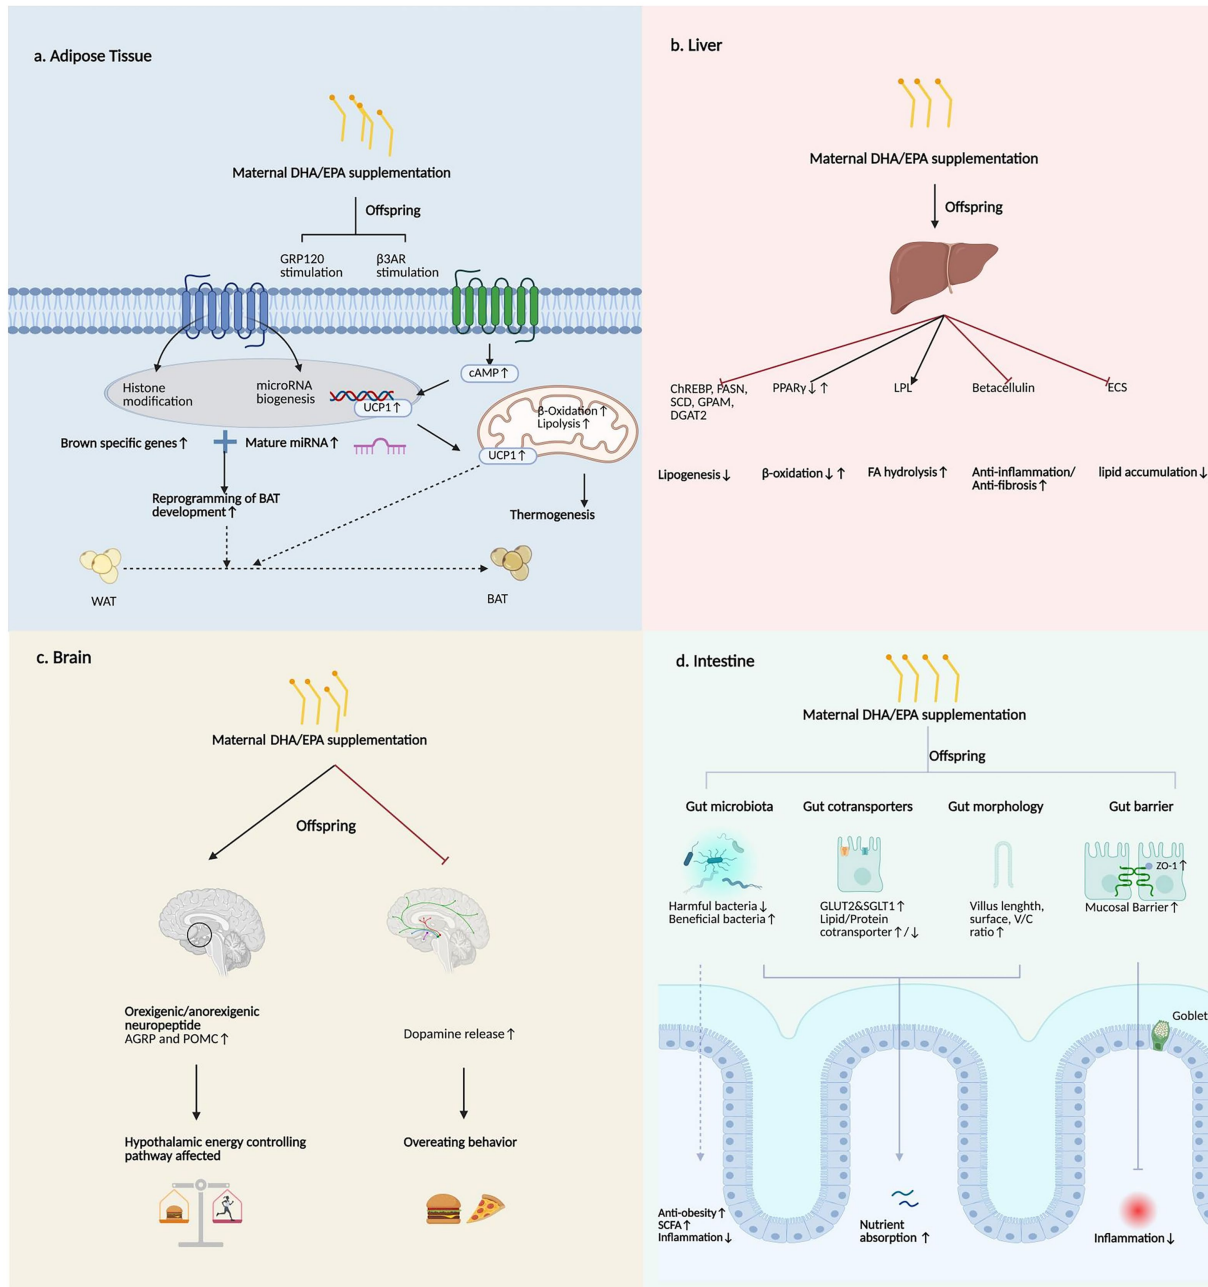 a. Adipose Tissue
Maternal DHA/EPA supplementation
Offspring
GRP120
stimulation
β3AR
stimulation
Histone
modification
microRNA
biogenesis
UCP1↑
cAMP↑
β-Oxidation↑
Lipolysis↑
UCP1↑
Brown specific genes↑
Mature miRNA↑
Reprogramming of BAT
development↑
Thermogenesis
WAT
BAT
b. Liver
Maternal DHA/EPA supplementation
Offspring
ChREBP, FASN,
SCD, GPAM,
DGAT2
PPARγ↓↑
LPL
Betacellulin
ECS
Lipogenesis↓
β-oxidation↓↑
FA hydrolysis↑
Anti-inflammation/
Anti-fibrosis↑
lipid accumulation↓
c. Brain
Maternal DHA/EPA supplementation
Offspring
Orexigenic/anorexigenic
neuropeptide
AGRP and POMC↑
Dopamine release↑
Hypothalamic energy controlling
pathway affected
Overeating behavior
d. Intestine
Maternal DHA/EPA supplementation
Offspring
Gut microbiota
Gut cotransporters
Gut morphology
Gut barrier
ZO-1↑
Harmful bacteria↓
Beneficial bacteria↑
GLUT2&SGLT1↑
Lipid/Protein
cotransporter↑/↓
Villus lenghth,
surface, V/C
ratio↑
Mucosal Barrier↑
Goblet
Anti-obesity↑
SCFA↑
Inflammation↓
Nutrient
absorption ↑
Inflammation↓